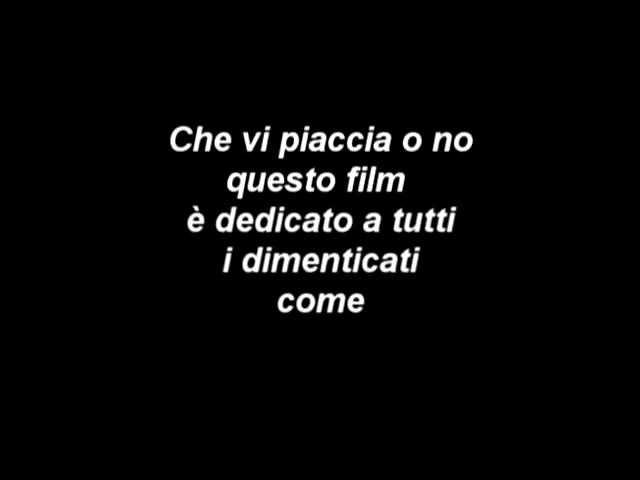 Che vi piaccia o no
questo film
è dedicato a tutti
i dimenticati
come